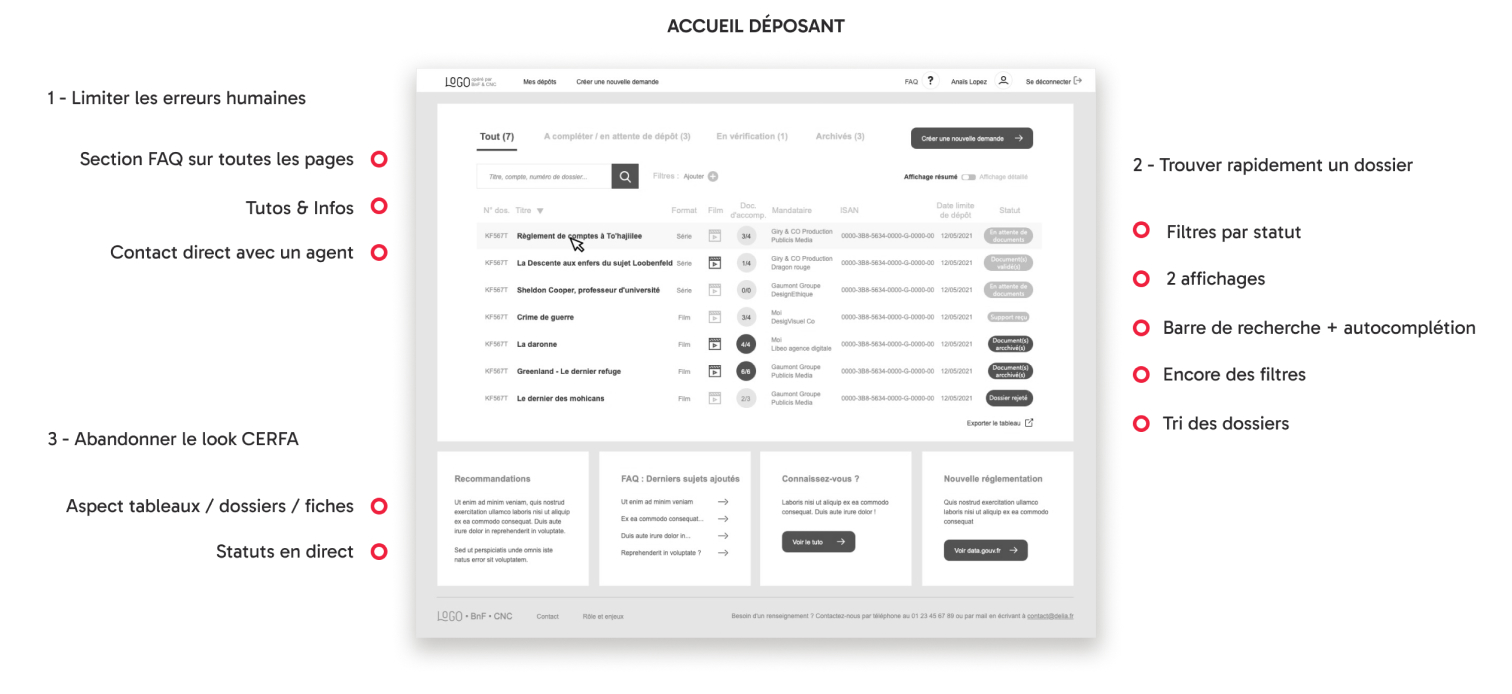 ACCUEIL DÉPOSANT
1 - Limiter les erreurs humaines
Section FAQ sur toutes les pages
Tutos & Infos
Contact direct avec un agent
3 - Abandonner le look CERFA
Aspect tableaux / dossiers / fiches
Statuts en direct
LOGO opéré par BnF & CNC
Mes dépôts
Créer une nouvelle demande
FAQ ?
Anaïs Lopez
Se déconnecter
Tout (7)
A compléter / en attente de dépôt (3)
En vérification (1)
Archivés (3)
Créer une nouvelle demande
Titre, compte, numéro de dossier...
Filtres : Ajouter
Affichage résumé
Affichage détaillé
N° dos. Titre Format Film Doc. d'accomp. Mandataire ISAN Date limite de dépôt Statut
KF567T Règlement de comptes à To'hajiilee Série 3/4 Giry & CO Production Publicis Media 0000-3B8-5634-0000-G-0000-00 12/05/2021 En attente de documents
KF567T La Descente aux enfers du sujet Loobenfeld Série 1/4 Giry & CO Production Dragon rouge 0000-3B8-5634-0000-G-0000-00 12/05/2021 Document(s) validé(s)
KF567T Sheldon Cooper, professeur d'université Série 0/0 Gaumont Groupe DesignEthique 0000-3B8-5634-0000-G-0000-00 12/05/2021 En attente de documents
KF567T Crime de guerre Film 3/4 Moi DesigVisuel Co 0000-3B8-5634-0000-G-0000-00 12/05/2021 Support reçu
KF567T La daronne Film 4/4 Moi Libeo agence digitale 0000-3B8-5634-0000-G-0000-00 12/05/2021 Document(s) arcchivé(s)
KF567T Greenland - Le dernier refuge Film 6/6 Gaumont Groupe Publicis Media 0000-3B8-5634-0000-G-0000-00 12/05/2021 Document(s) arcchivé(s)
KF567T Le dernier des mohicans Film 2/3 Gaumont Groupe Publicis Media 0000-3B8-5634-0000-G-0000-00 12/05/2021 Dossier rejeté
Exporter le tableau
Recommandations
Ut enim ad minim veniam, quis nostrud
exercitation ullamco laboris nisi ut aliquip
ex ea commodo consequat. Duis aute
irure dolor in reprehenderit in voluptate.
Sed ut perspiciatis unde omnis iste
natus error sit voluptatem.
FAQ : Derniers sujets ajoutés
Ut enim ad minim veniam
Ex ea commodo consequat...
Duis aute irure dolor in...
Reprehenderit in voluptate ?
Connaissez-vous ?
Laboris nisi ut aliquip ex ea commodo
consequat. Duis aute irure dolor !
Voir le tuto
Nouvelle réglementation
Quis nostrud exercitation ullamco
laboris nisi ut aliquip ex ea commodo
consequat
Voir data.gouv.fr
LOGO • BnF • CNC
Contact
Rôle et enjeux
Besoin d'un renseignement ? Contactez-nous par téléphone au 01 23 45 67 89 ou par mail en écrivant à contact@delia.fr
2 - Trouver rapidement un dossier
Filtres par statut
2 affichages
Barre de recherche + autocomplétion
Encore des filtres
Tri des dossiers